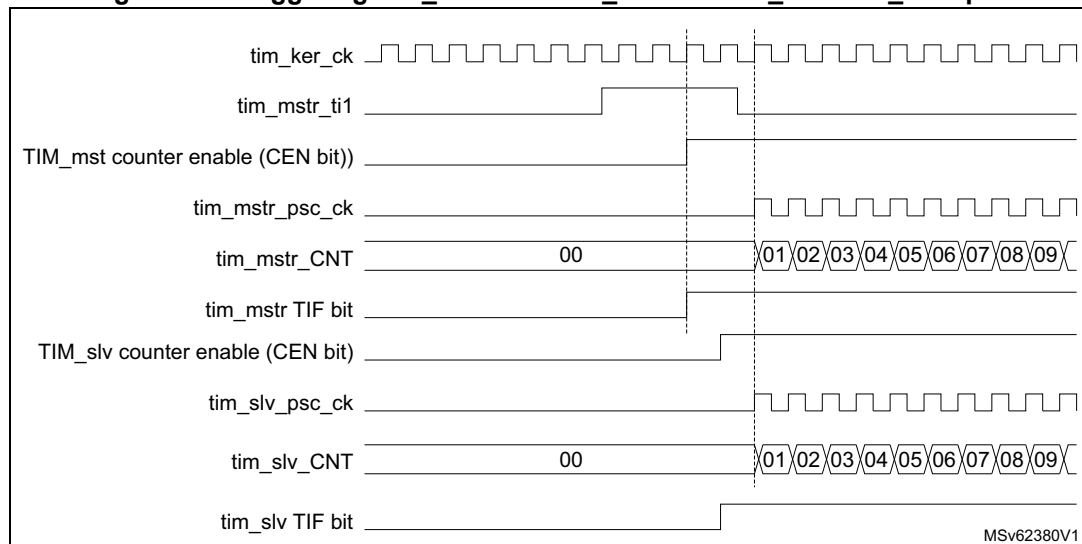 tim_ker_ck
tim_mstr_ti1
TIM_mst counter enable (CEN bit))
tim_mstr_psc_ck
tim_mstr_CNT 00 01 02 03 04 05 06 07 08 09
tim_mstr TIF bit
TIM_slv counter enable (CEN bit)
tim_slv_psc_ck
tim_slv_CNT 00 01 02 03 04 05 06 07 08 09
tim_slv TIF bit
MSv62380V1